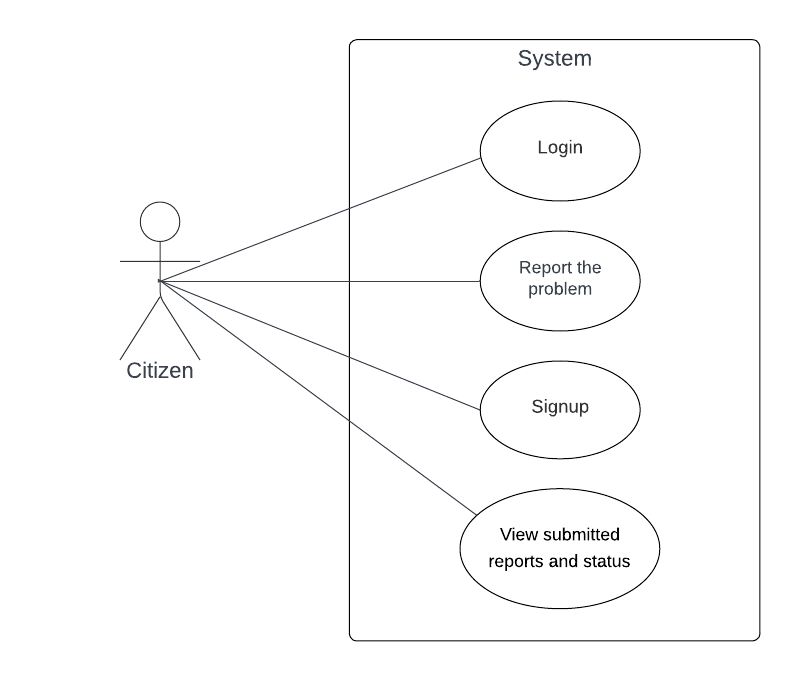 System
Login
Report the
problem
Signup
View submitted
reports and status
Citizen